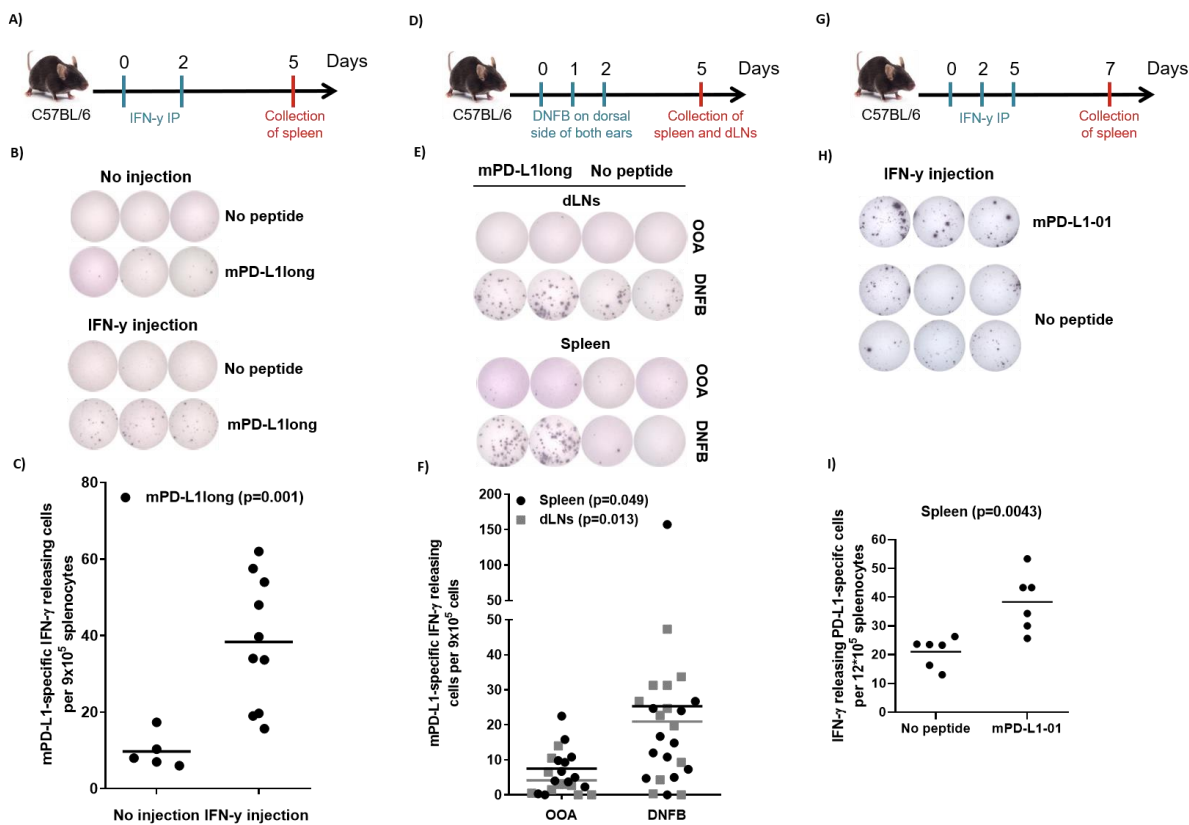 A)
0 2 5 Days
C57BL/6
IFN-y IP
Collection
of spleen
B)
No injection
No peptide
mPD-L1long
IFN-y injection
No peptide
mPD-L1long
C)
mPD-L1long (p=0.001)
mPD-L1-specific IFN-γ releasing cells
per 9x10⁵ splenocytes
80
60
40
20
0
No injection IFN-y injection
D)
0 1 2 5 Days
C57BL/6
DNFB on dorsal
side of both ears
Collection of
spleen and dLNs
E)
mPD-L1long No peptide
dLNs
OOA
DNFB
Spleen
OOA
DNFB
F)
Spleen (p=0.049)
dLNs (p=0.013)
mPD-L1-specific IFN-γ releasing
cells per 9x10⁵ cells
200
150
100
50
50
40
30
20
10
0
OOA DNFB
G)
0 2 5 7 Days
C57BL/6
IFN-y IP
Collection
of spleen
H)
IFN-y injection
mPD-L1-01
No peptide
I)
Spleen (p=0.0043)
IFN-γ releasing PD-L1-specifc cells
per 12*10⁵ spleenocytes
60
50
40
30
20
10
0
No peptide mPD-L1-01